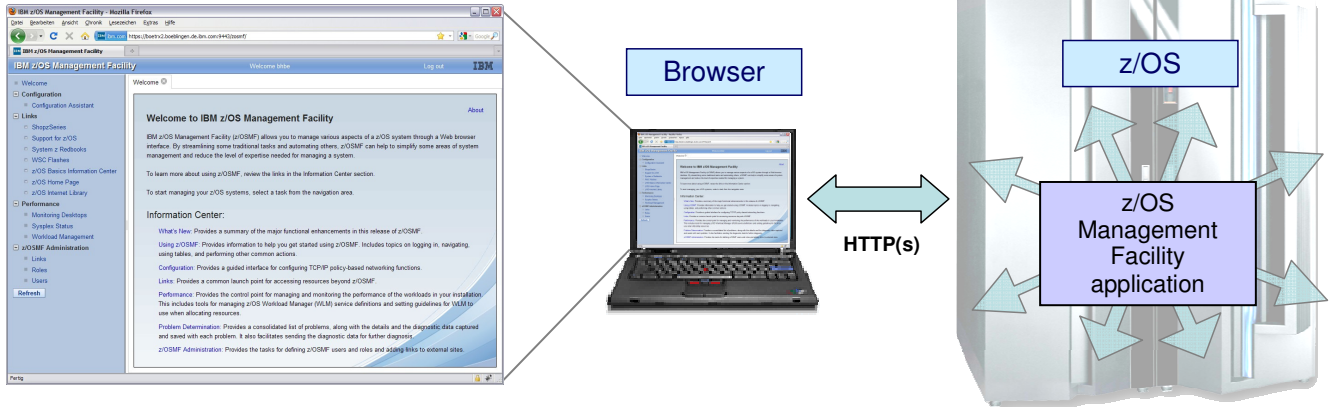 IBM z/OS Management Facility - Mozilla Firefox
Datei Bearbeiten Ansicht Chronik Lesezeichen Extras Hilfe
ibm.com https://boetrx2.boeblingen.de.ibm.com:9442/zosmf/
Google
IBM z/OS Management Facility
IBM z/OS Management Facility
Welcome bhbe
Log out
IBM
Welcome
Configuration
Configuration Assistant
Links
ShopzSeries
Support for z/OS
System z Redbooks
WSC Flashes
z/OS Basics Information Center
z/OS Home Page
z/OS Internet Library
Performance
Monitoring Desktops
Sysplex Status
Workload Management
z/OSMF Administration
Links
Roles
Users
Refresh
Welcome
About
Welcome to IBM z/OS Management Facility
IBM z/OS Management Facility (z/OSMF) allows you to manage various aspects of a z/OS system through a Web browser
interface. By streamlining some traditional tasks and automating others, z/OSMF can help to simplify some areas of system
management and reduce the level of expertise needed for managing a system.
To learn more about using z/OSMF, review the links in the Information Center section.
To start managing your z/OS systems, select a task from the navigation area.
Information Center:
What's New: Provides a summary of the major functional enhancements in this release of z/OSMF.
Using z/OSMF: Provides information to help you get started using z/OSMF. Includes topics on logging in, navigating,
using tables, and performing other common actions.
Configuration: Provides a guided interface for configuring TCP/IP policy-based networking functions.
Links: Provides a common launch point for accessing resources beyond z/OSMF.
Performance: Provides the control point for managing and monitoring the performance of the workloads in your installation.
This includes tools for managing z/OS Workload Manager (WLM) service definitions and setting guidelines for WLM to
use when allocating resources.
Problem Determination: Provides a consolidated list of problems, along with the details and the diagnostic data captured
and saved with each problem. It also facilitates sending the diagnostic data for further diagnosis.
z/OSMF Administration: Provides the tasks for defining z/OSMF users and roles and adding links to external sites.
Fertig
Browser
HTTP(s)
z/OS
z/OS
Management
Facility
application